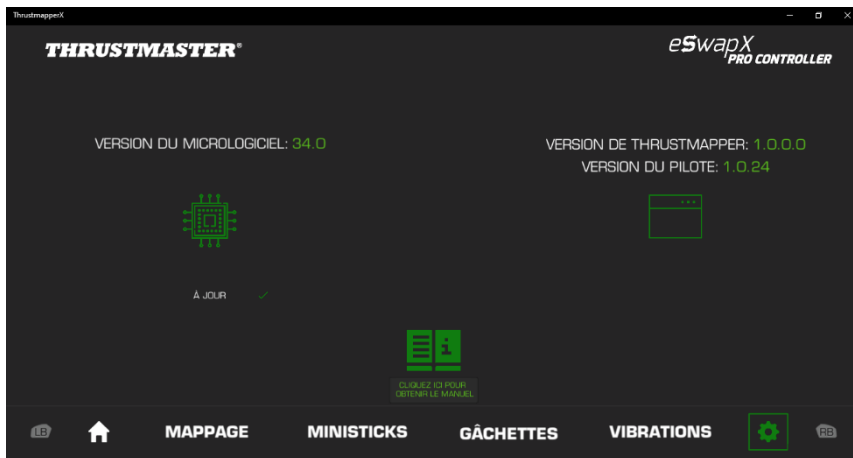 ThrustmapperX
THRUSTMASTER®
eSwapX
PRO CONTROLLER
VERSION DU MICROLOGICIEL: 34.0
VERSION DE THRUSTMAPPER: 1.0.0.0
VERSION DU PILOTE: 1.0.24
À JOUR
CLIQUEZ ICI POUR
OBTENIR LE MANUEL
LB
MAPPAGE
MINISTICKS
GÂCHETTES
VIBRATIONS
RB